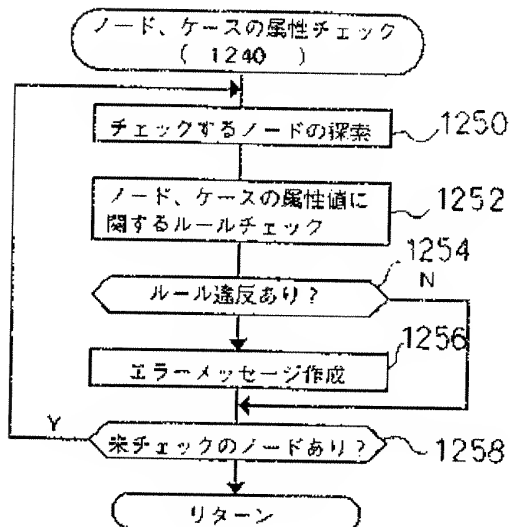 ノード、ケースの属性チェック
( 1240 )
チェックするノードの探索
1250
ノード、ケースの属性値に
関するルールチェック
1252
1254
ルール違反あり?
N
1256
エラーメッセージ作成
Y
未チェックのノードあり?
1258
リターン